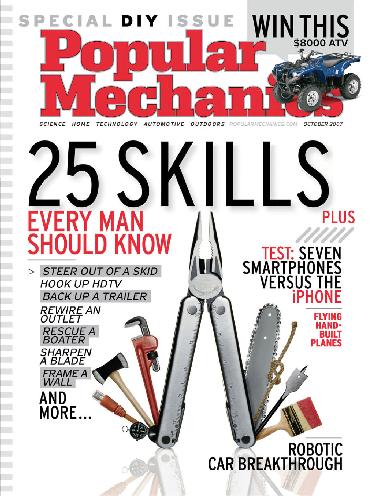 SPECIAL DIY ISSUE
WIN THIS
$8000 ATV
Popular
Mechanics
SCIENCE HOME TECHNOLOGY AUTOMOTIVE OUTDOORS POPULARMECHANICS.COM OCTOBER 2007
25 SKILLS
EVERY MAN
SHOULD KNOW
> STEER OUT OF A SKID
HOOK UP HDTV
BACK UP A TRAILER
REWIRE AN
OUTLET
RESCUE A
BOATER
SHARPEN
A BLADE
FRAME A
WALL
AND
MORE...
PLUS
TEST: SEVEN
SMARTPHONES
VERSUS THE
iPHONE
FLYING
HAND-
BUILT
PLANES
ROBOTIC
CAR BREAKTHROUGH